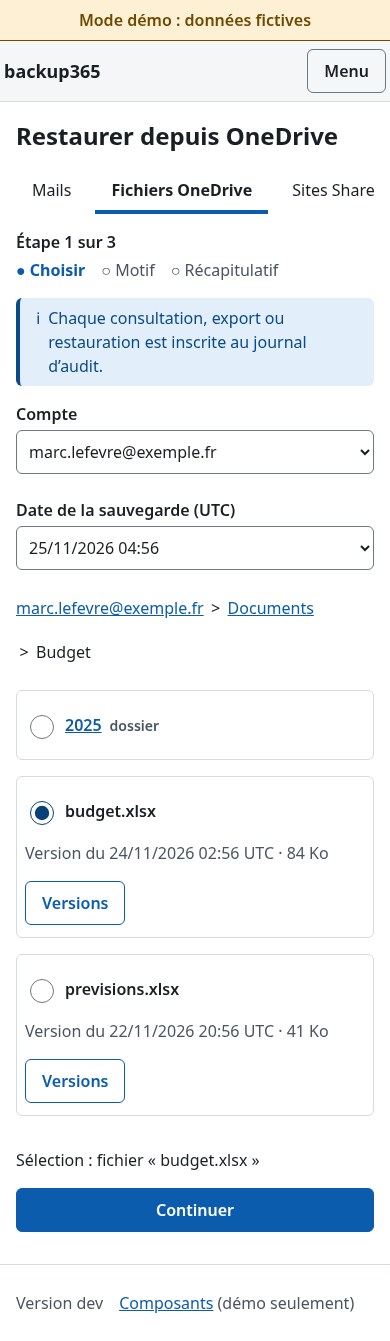 Mode démo : données fictives
backup365
Menu
Restaurer depuis OneDrive
Mails
Fichiers OneDrive
Sites Share
Étape 1 sur 3
● Choisir ○ Motif ○ Récapitulatif
i Chaque consultation, export ou
restauration est inscrite au journal
d’audit.
Compte
marc.lefevre@exemple.fr
Date de la sauvegarde (UTC)
25/11/2026 04:56
marc.lefevre@exemple.fr > Documents
> Budget
2025 dossier
budget.xlsx
Version du 24/11/2026 02:56 UTC · 84 Ko
Versions
previsions.xlsx
Version du 22/11/2026 20:56 UTC · 41 Ko
Versions
Sélection : fichier « budget.xlsx »
Continuer
Version dev Composants (démo seulement)